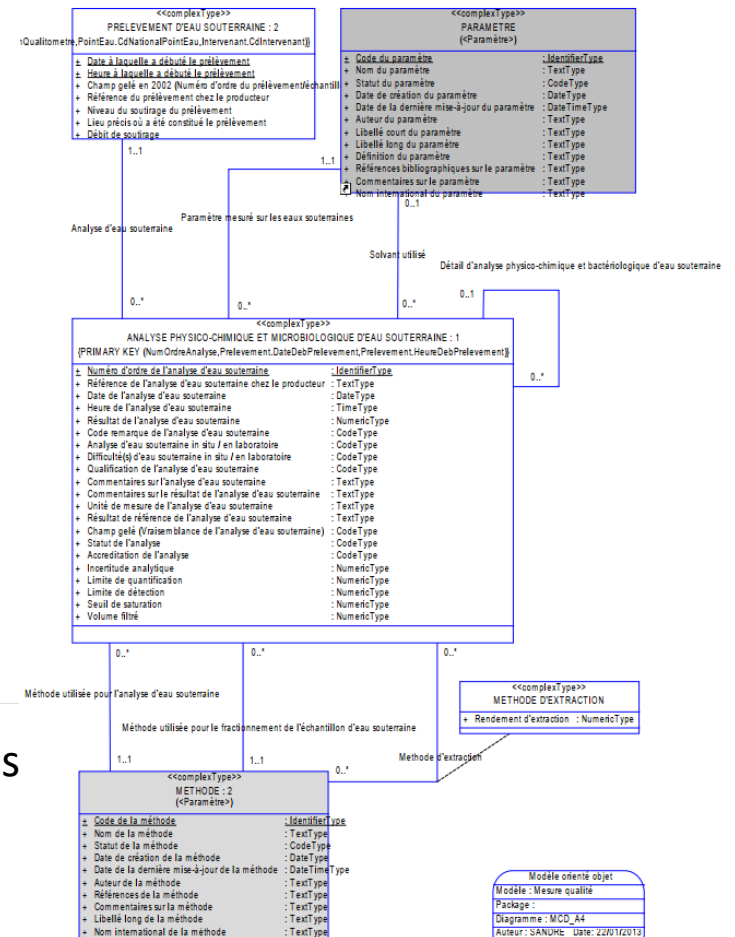 <<complexType>>
PRELEVEMENT D'EAU SOUTERRAINE : 2
Qualitometre,PointEau.CdNationalPointEau,Intervenant.CdIntervenant)}
+ Date à laquelle a débuté le prélèvement
+ Heure à laquelle a débuté le prélèvement
+ Champ gelé en 2002 (Numéro d'ordre du prélèvement/échantill
+ Référence du prélèvement chez le producteur
+ Niveau du soutirage du prélèvement
+ Lieu précis où a été constitué le prélèvement
+ Débit de soutirage
<<complexType>>
PARAMETRE
(<Paramètre>)
+ Code du paramètre : IdentifierType
+ Nom du paramètre : TextType
+ Statut du paramètre : CodeType
+ Date de création du paramètre : DateType
+ Date de la dernière mise-à-jour du paramètre : DateTimeType
+ Auteur du paramètre : TextType
+ Libellé court du paramètre : TextType
+ Libellé long du paramètre : TextType
+ Définition du paramètre : TextType
+ Références bibliographiques sur le paramètre : TextType
+ Commentaires sur le paramètre : TextType
+ Nom international du paramètre : TextType
1..1
1..1
0..1
Paramètre mesuré sur les eaux souterraines
Analyse d'eau souterraine
Solvant utilisé
Détail d'analyse physico-chimique et bactériologique d'eau souterraine
0..*
0..*
0..*
0..1
0..*
<<complexType>>
ANALYSE PHYSICO-CHIMIQUE ET MICROBIOLOGIQUE D'EAU SOUTERRAINE : 1
{PRIMARY KEY (NumOrdreAnalyse,Prelevement.DateDebPrelevement,Prelevement.HeureDebPrelevement)}
+ Numéro d'ordre de l'analyse d'eau souterraine : IdentifierType
+ Référence de l'analyse d'eau souterraine chez le producteur : TextType
+ Date de l'analyse d'eau souterraine : DateType
+ Heure de l'analyse d'eau souterraine : TimeType
+ Résultat de l'analyse d'eau souterraine : NumericType
+ Code remarque de l'analyse d'eau souterraine : CodeType
+ Analyse d'eau souterraine in situ / en laboratoire : CodeType
+ Difficulté(s) d'eau souterraine in situ / en laboratoire : CodeType
+ Qualification de l'analyse d'eau souterraine : CodeType
+ Commentaires sur l'analyse d'eau souterraine : TextType
+ Commentaires sur le résultat de l'analyse d'eau souterraine : TextType
+ Unité de mesure de l'analyse d'eau souterraine : TextType
+ Résultat de référence de l'analyse d'eau souterraine : TextType
+ Champ gelé (Vraisemblance de l'analyse d'eau souterraine) : CodeType
+ Statut de l'analyse : CodeType
+ Accreditation de l'analyse : CodeType
+ Incertitude analytique : NumericType
+ Limite de quantification : NumericType
+ Limite de détection : NumericType
+ Seuil de saturation : NumericType
+ Volume filtré : NumericType
0..*
0..*
0..*
Méthode utilisée pour l'analyse d'eau souterraine
Méthode utilisée pour le fractionnement de l'échantillon d'eau souterraine
<<complexType>>
METHODE D'EXTRACTION
+ Rendement d'extraction : NumericType
Methode d'extraction
s
1..1
1..1
0..*
<<complexType>>
METHODE : 2
(<Paramètre>)
+ Code de la méthode : IdentifierType
+ Nom de la méthode : TextType
+ Statut de la méthode : CodeType
+ Date de création de la méthode : DateType
+ Date de la dernière mise-à-jour de la méthode : DateTimeType
+ Auteur de la méthode : TextType
+ Références de la méthode : TextType
+ Commentaires sur la méthode : TextType
+ Libellé long de la méthode : TextType
+ Nom international de la méthode : TextType
Modèle orienté objet
Modèle : Mesure qualité
Package :
Diagramme : MCD_A4
Auteur : SANDRE Date: 22/01/2013